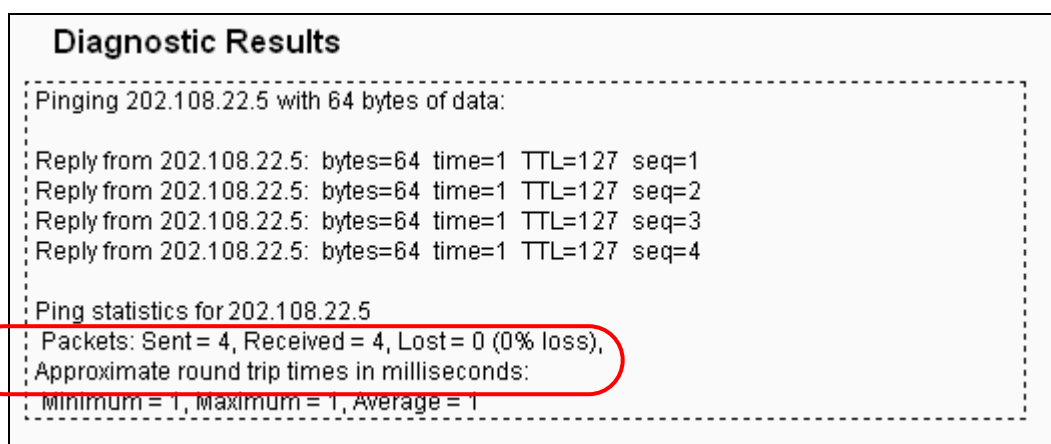 Diagnostic Results
Pinging 202.108.22.5 with 64 bytes of data:
Reply from 202.108.22.5: bytes=64 time=1 TTL=127 seq=1
Reply from 202.108.22.5: bytes=64 time=1 TTL=127 seq=2
Reply from 202.108.22.5: bytes=64 time=1 TTL=127 seq=3
Reply from 202.108.22.5: bytes=64 time=1 TTL=127 seq=4
Ping statistics for 202.108.22.5
Packets: Sent = 4, Received = 4, Lost = 0 (0% loss),
Approximate round trip times in milliseconds:
Minimum = 1, Maximum = 1, Average = 1